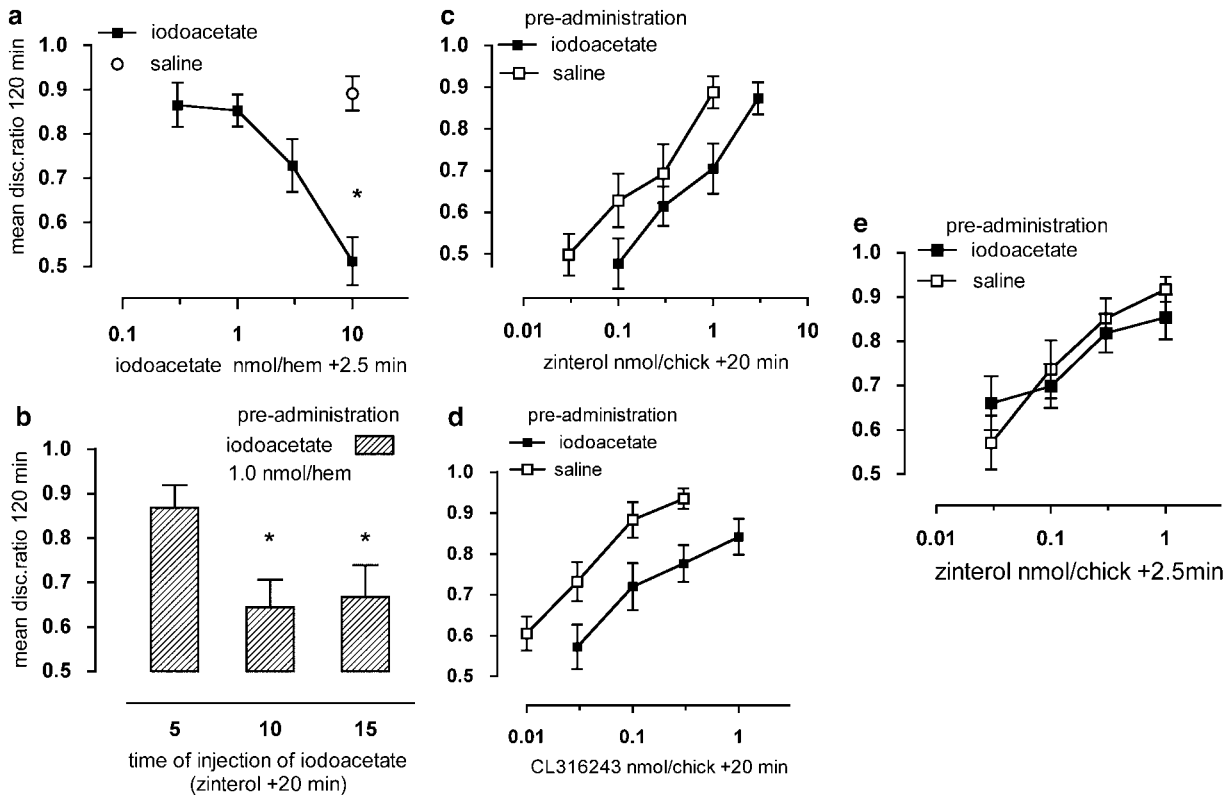 a
iodoacetate
saline
mean disc.ratio 120 min
1.0
0.9
0.8
0.7
0.6
0.5
*
0.1
1
10
iodoacetate nmol/hem +2.5 min
b
pre-administration
iodoacetate
1.0 nmol/hem
mean disc.ratio 120 min
1.0
0.9
0.8
0.7
0.6
0.5
*
*
5
10
15
time of injection of iodoacetate
(zinterol +20 min)
c
pre-administration
iodoacetate
saline
1.0
0.9
0.8
0.7
0.6
0.5
0.01
0.1
1
10
zinterol nmol/chick +20 min
d
pre-administration
iodoacetate
saline
1.0
0.9
0.8
0.7
0.6
0.5
0.01
0.1
1
CL316243 nmol/chick +20 min
e
pre-administration
iodoacetate
saline
1.0
0.9
0.8
0.7
0.6
0.5
0.01
0.1
1
zinterol nmol/chick +2.5min